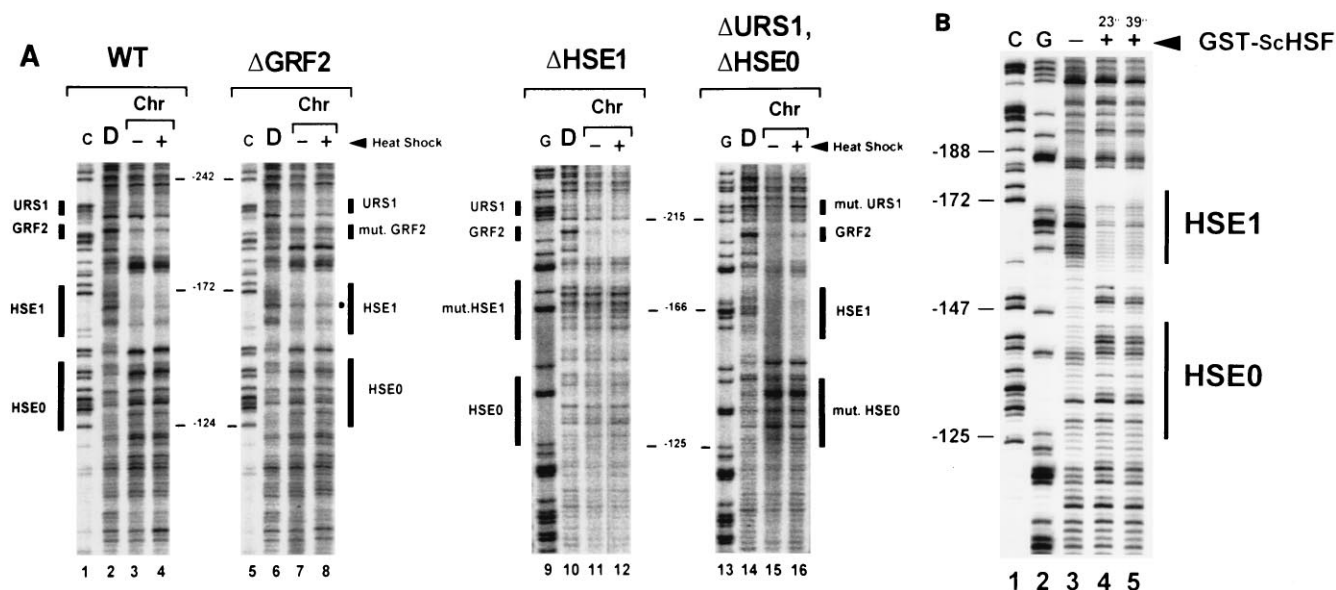 A
WT
ΔGRF2
ΔHSE1
ΔURS1,
ΔHSE0
Chr
Chr
Chr
Chr
C D − +
D − +
Heat Shock
G D − +
G D − +
Heat Shock
URS1
GRF2
HSE1
HSE0
-242
-172
-124
URS1
mut. GRF2
HSE1
HSE0
URS1
GRF2
mut.HSE1
HSE0
-215
-166
-125
mut. URS1
GRF2
HSE1
mut. HSE0
1 2 3 4
5 6 7 8
9 10 11 12
13 14 15 16
B
23'' 39''
C G − + +
GST-ScHSF
-188
-172
-147
-125
HSE1
HSE0
1 2 3 4 5